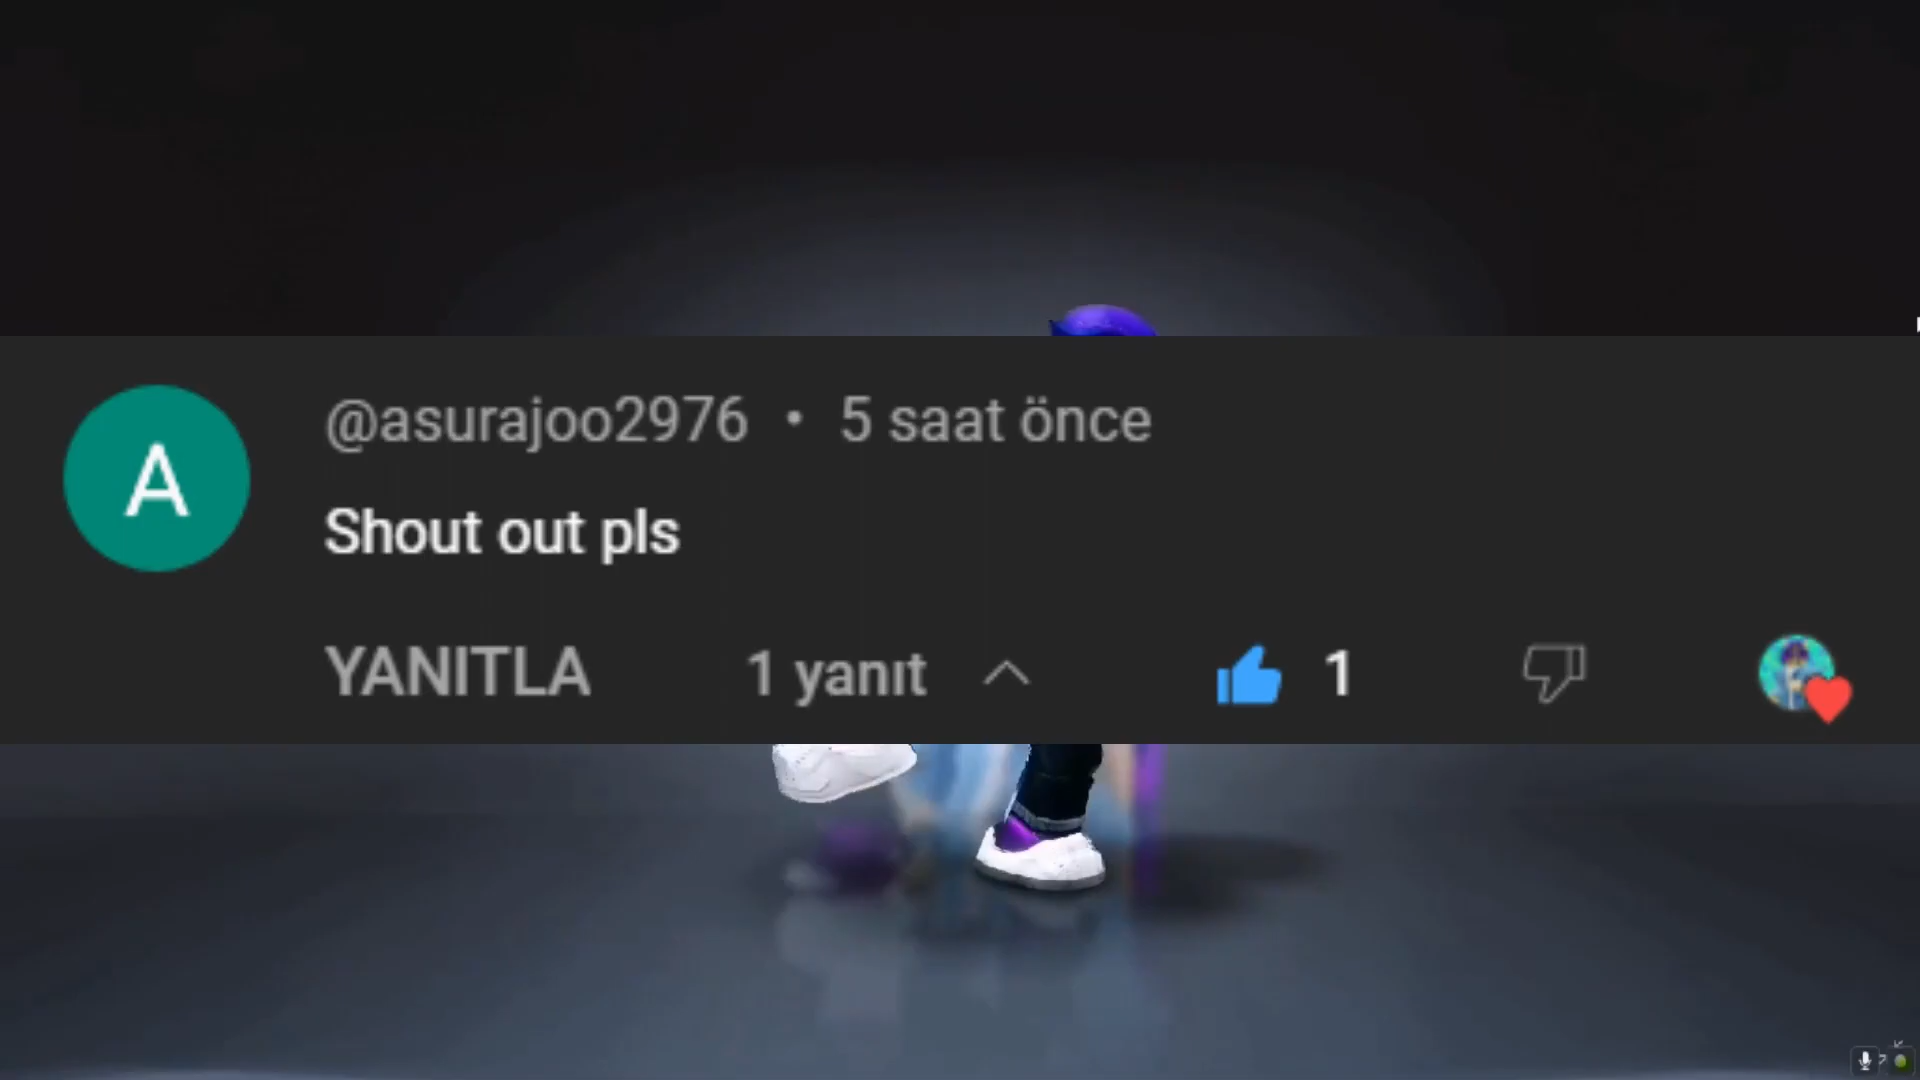 A
@asurajoo2976 • 5 saat önce
Shout out pls
YANITLA 1 yanıt 1